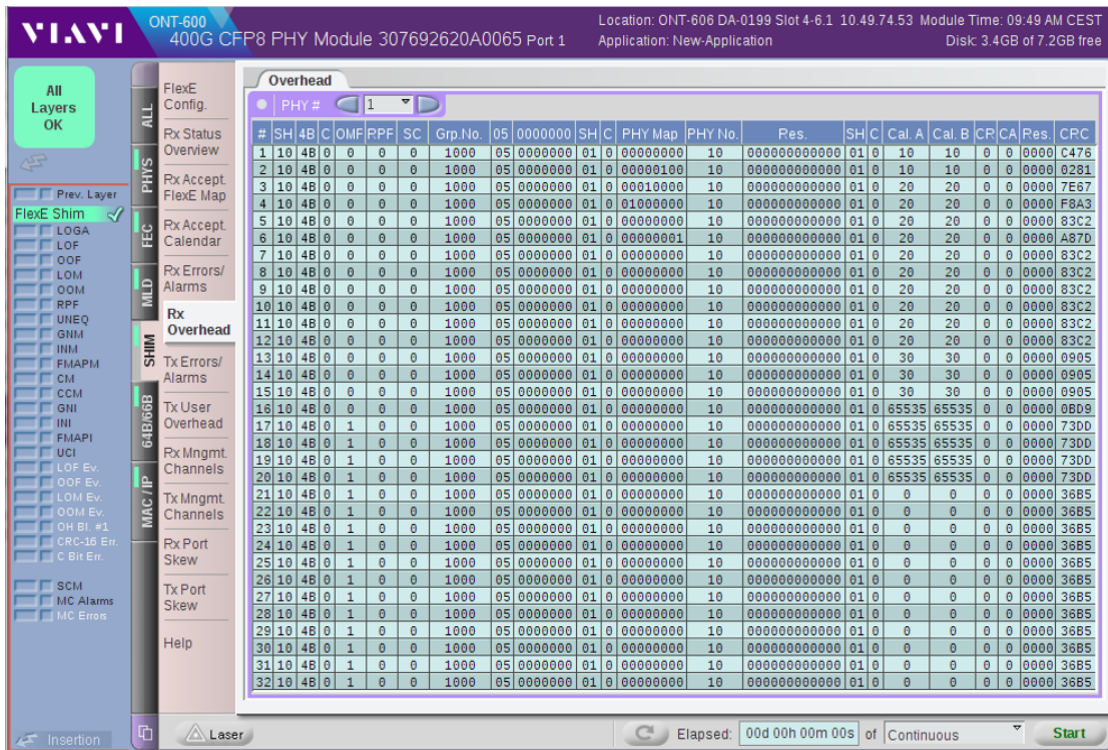 VIAVI
ONT-600
400G CFP8 PHY Module 307692620A0065 Port 1
Location: ONT-606 DA-0199 Slot 4-6.1 10.49.74.53 Module Time: 09:49 AM CEST
Application: New-Application
Disk: 3.4GB of 7.2GB free
All
Layers
OK
Prev. Layer
FlexE Shim
LOGA
LOF
OOF
LOM
OOM
RPF
UNEQ
GNM
INM
FMAPM
CM
CCM
GNI
INI
FMAPI
UCI
LOF Ev.
OOF Ev.
LOM Ev.
OOM Ev.
OH Bl. #1
CRC-16 Err.
C Bit Err.
SCM
MC Alarms
MC Errors
Insertion
ALL
PHYS
FEC
MLD
SHIM
64B/66B
MAC / IP
FlexE
Config.
Rx Status
Overview
Rx Accept.
FlexE Map
Rx Accept.
Calendar
Rx Errors/
Alarms
Rx
Overhead
Tx Errors/
Alarms
Tx User
Overhead
Rx Mngmt.
Channels
Tx Mngmt.
Channels
Rx Port
Skew
Tx Port
Skew
Help
Overhead
PHY # 1
# SH 4B C OMF RPF SC Grp.No. 05 0000000 SH C PHY Map PHY No. Res. SH C Cal. A Cal. B CR CA Res. CRC
1 10 4B 0 0 0 0 1000 05 0000000 01 0 00000000 10 000000000000 01 0 10 10 0 0 0000 C476
2 10 4B 0 0 0 0 1000 05 0000000 01 0 00000100 10 000000000000 01 0 10 10 0 0 0000 0281
3 10 4B 0 0 0 0 1000 05 0000000 01 0 00010000 10 000000000000 01 0 20 20 0 0 0000 7E67
4 10 4B 0 0 0 0 1000 05 0000000 01 0 01000000 10 000000000000 01 0 20 20 0 0 0000 F8A3
5 10 4B 0 0 0 0 1000 05 0000000 01 0 00000000 10 000000000000 01 0 20 20 0 0 0000 83C2
6 10 4B 0 0 0 0 1000 05 0000000 01 0 00000001 10 000000000000 01 0 20 20 0 0 0000 A87D
7 10 4B 0 0 0 0 1000 05 0000000 01 0 00000000 10 000000000000 01 0 20 20 0 0 0000 83C2
8 10 4B 0 0 0 0 1000 05 0000000 01 0 00000000 10 000000000000 01 0 20 20 0 0 0000 83C2
9 10 4B 0 0 0 0 1000 05 0000000 01 0 00000000 10 000000000000 01 0 20 20 0 0 0000 83C2
10 10 4B 0 0 0 0 1000 05 0000000 01 0 00000000 10 000000000000 01 0 20 20 0 0 0000 83C2
11 10 4B 0 0 0 0 1000 05 0000000 01 0 00000000 10 000000000000 01 0 20 20 0 0 0000 83C2
12 10 4B 0 0 0 0 1000 05 0000000 01 0 00000000 10 000000000000 01 0 20 20 0 0 0000 83C2
13 10 4B 0 0 0 0 1000 05 0000000 01 0 00000000 10 000000000000 01 0 30 30 0 0 0000 0905
14 10 4B 0 0 0 0 1000 05 0000000 01 0 00000000 10 000000000000 01 0 30 30 0 0 0000 0905
15 10 4B 0 0 0 0 1000 05 0000000 01 0 00000000 10 000000000000 01 0 30 30 0 0 0000 0905
16 10 4B 0 0 0 0 1000 05 0000000 01 0 00000000 10 000000000000 01 0 65535 65535 0 0 0000 0BD9
17 10 4B 0 1 0 0 1000 05 0000000 01 0 00000000 10 000000000000 01 0 65535 65535 0 0 0000 73DD
18 10 4B 0 1 0 0 1000 05 0000000 01 0 00000000 10 000000000000 01 0 65535 65535 0 0 0000 73DD
19 10 4B 0 1 0 0 1000 05 0000000 01 0 00000000 10 000000000000 01 0 65535 65535 0 0 0000 73DD
20 10 4B 0 1 0 0 1000 05 0000000 01 0 00000000 10 000000000000 01 0 65535 65535 0 0 0000 73DD
21 10 4B 0 1 0 0 1000 05 0000000 01 0 00000000 10 000000000000 01 0 0 0 0 0 0000 36B5
22 10 4B 0 1 0 0 1000 05 0000000 01 0 00000000 10 000000000000 01 0 0 0 0 0 0000 36B5
23 10 4B 0 1 0 0 1000 05 0000000 01 0 00000000 10 000000000000 01 0 0 0 0 0 0000 36B5
24 10 4B 0 1 0 0 1000 05 0000000 01 0 00000000 10 000000000000 01 0 0 0 0 0 0000 36B5
25 10 4B 0 1 0 0 1000 05 0000000 01 0 00000000 10 000000000000 01 0 0 0 0 0 0000 36B5
26 10 4B 0 1 0 0 1000 05 0000000 01 0 00000000 10 000000000000 01 0 0 0 0 0 0000 36B5
27 10 4B 0 1 0 0 1000 05 0000000 01 0 00000000 10 000000000000 01 0 0 0 0 0 0000 36B5
28 10 4B 0 1 0 0 1000 05 0000000 01 0 00000000 10 000000000000 01 0 0 0 0 0 0000 36B5
29 10 4B 0 1 0 0 1000 05 0000000 01 0 00000000 10 000000000000 01 0 0 0 0 0 0000 36B5
30 10 4B 0 1 0 0 1000 05 0000000 01 0 00000000 10 000000000000 01 0 0 0 0 0 0000 36B5
31 10 4B 0 1 0 0 1000 05 0000000 01 0 00000000 10 000000000000 01 0 0 0 0 0 0000 36B5
32 10 4B 0 1 0 0 1000 05 0000000 01 0 00000000 10 000000000000 01 0 0 0 0 0 0000 36B5
Laser
Elapsed: 00d 00h 00m 00s of Continuous
Start